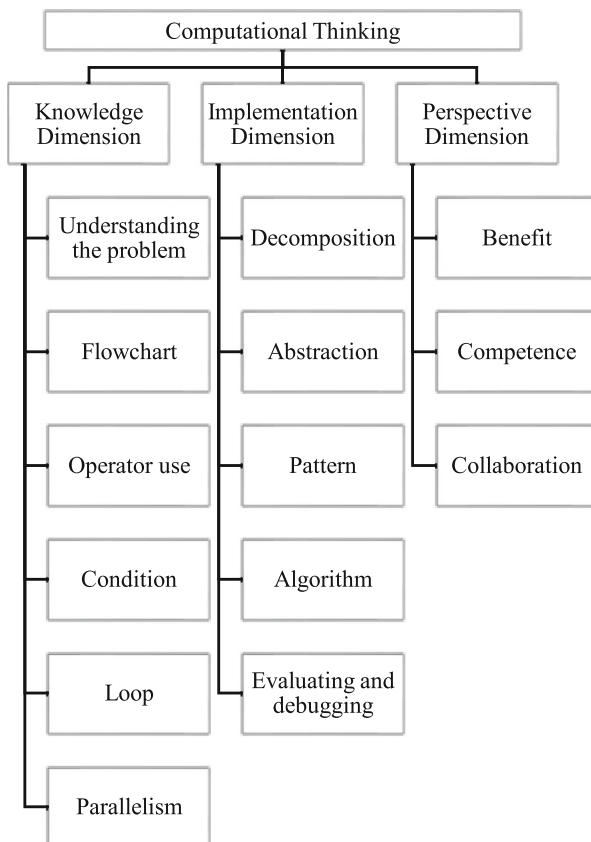 Computational Thinking
Knowledge
Dimension
Implementation
Dimension
Perspective
Dimension
Understanding
the problem
Flowchart
Operator use
Condition
Loop
Parallelism
Decomposition
Abstraction
Pattern
Algorithm
Evaluating and
debugging
Benefit
Competence
Collaboration